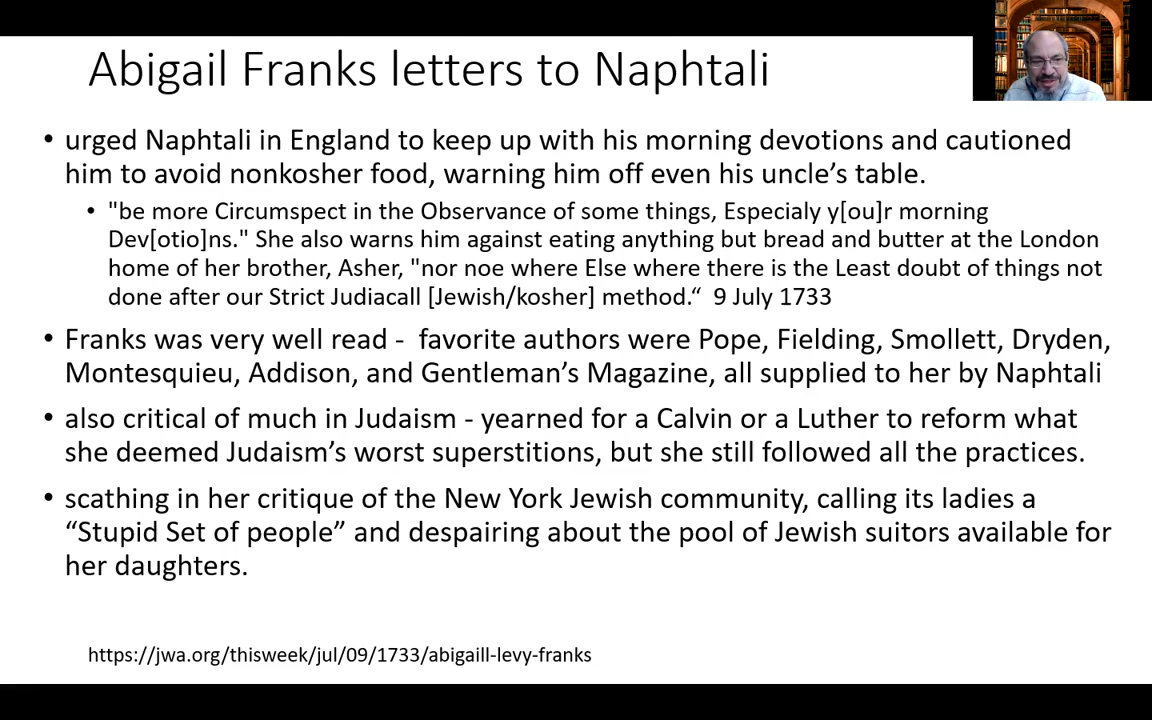 Abigail Franks letters to Naphtali
• urged Naphtali in England to keep up with his morning devotions and cautioned
him to avoid nonkosher food, warning him off even his uncle’s table.
• "be more Circumspect in the Observance of some things, Especialy y[ou]r morning
Dev[otio]ns." She also warns him against eating anything but bread and butter at the London
home of her brother, Asher, "nor noe where Else where there is the Least doubt of things not
done after our Strict Judiacall [Jewish/kosher] method.“ 9 July 1733
• Franks was very well read - favorite authors were Pope, Fielding, Smollett, Dryden,
Montesquieu, Addison, and Gentleman’s Magazine, all supplied to her by Naphtali
• also critical of much in Judaism - yearned for a Calvin or a Luther to reform what
she deemed Judaism’s worst superstitions, but she still followed all the practices.
• scathing in her critique of the New York Jewish community, calling its ladies a
“Stupid Set of people” and despairing about the pool of Jewish suitors available for
her daughters.
https://jwa.org/thisweek/jul/09/1733/abigaill-levy-franks